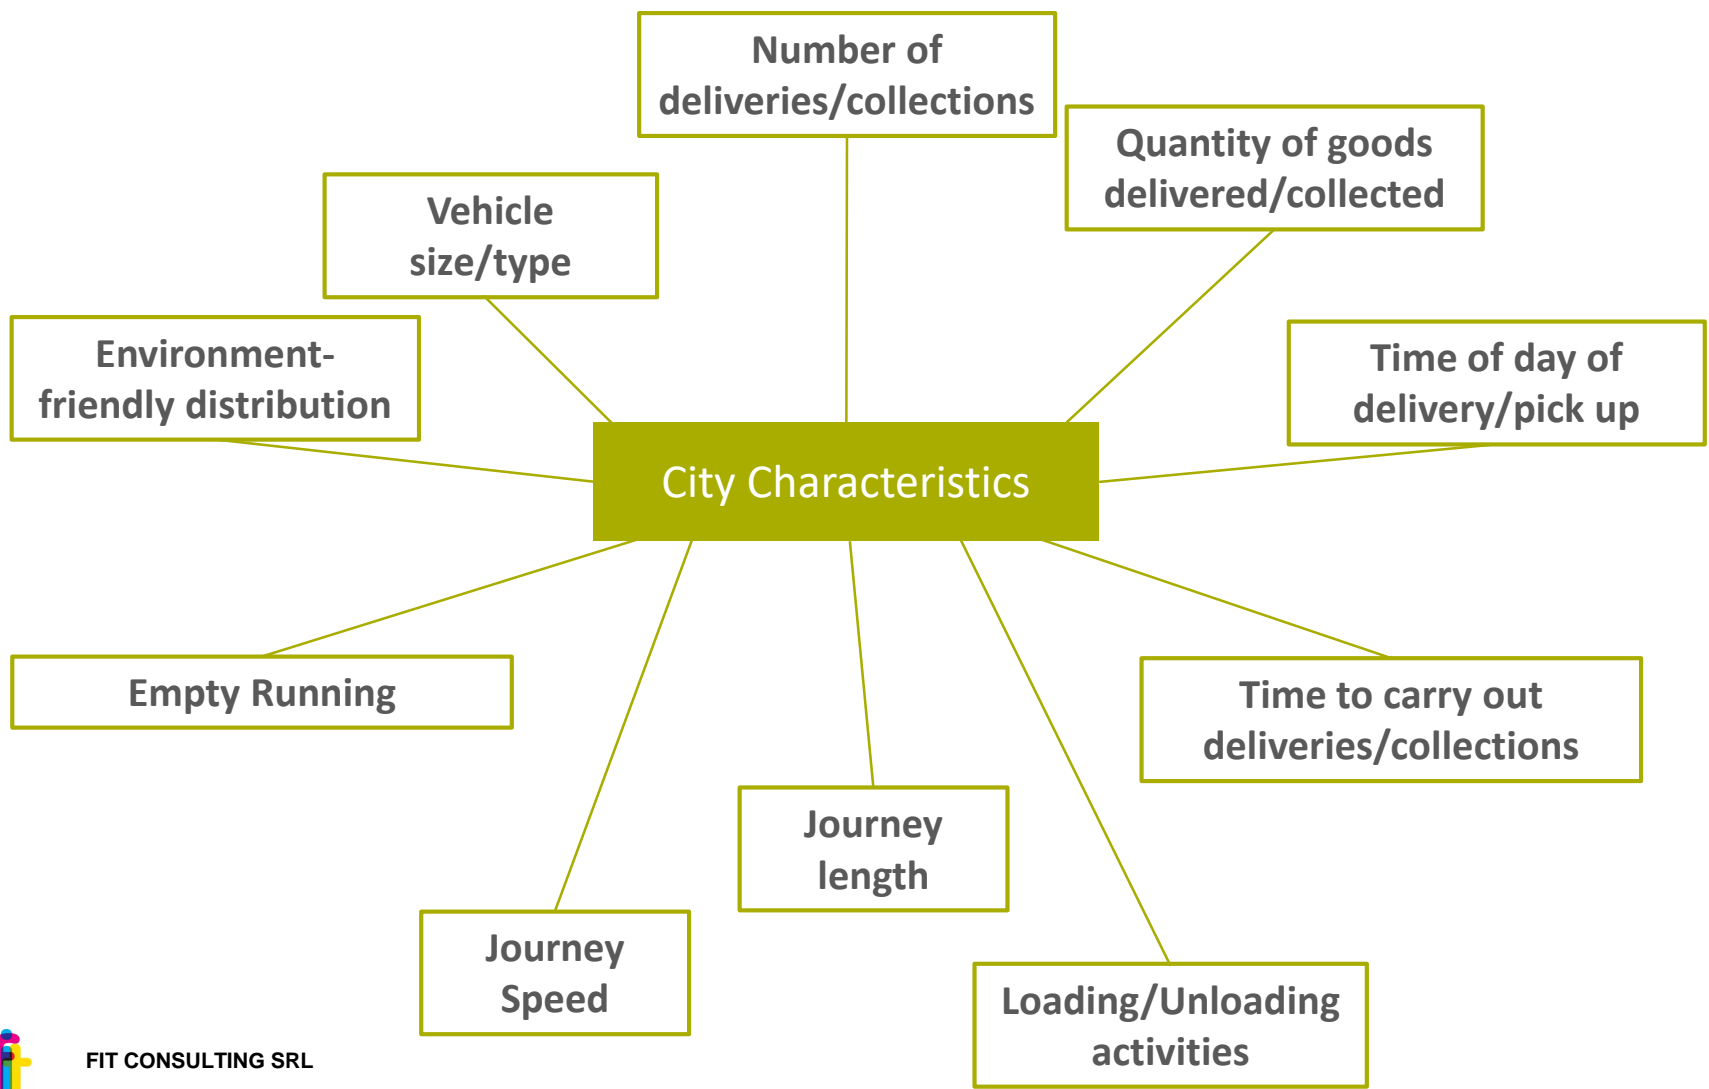 Number of
deliveries/collections
Quantity of goods
delivered/collected
Vehicle
size/type
Environment-
friendly distribution
Time of day of
delivery/pick up
City Characteristics
Empty Running
Time to carry out
deliveries/collections
Journey
length
Journey
Speed
Loading/Unloading
activities
fit
FIT CONSULTING SRL